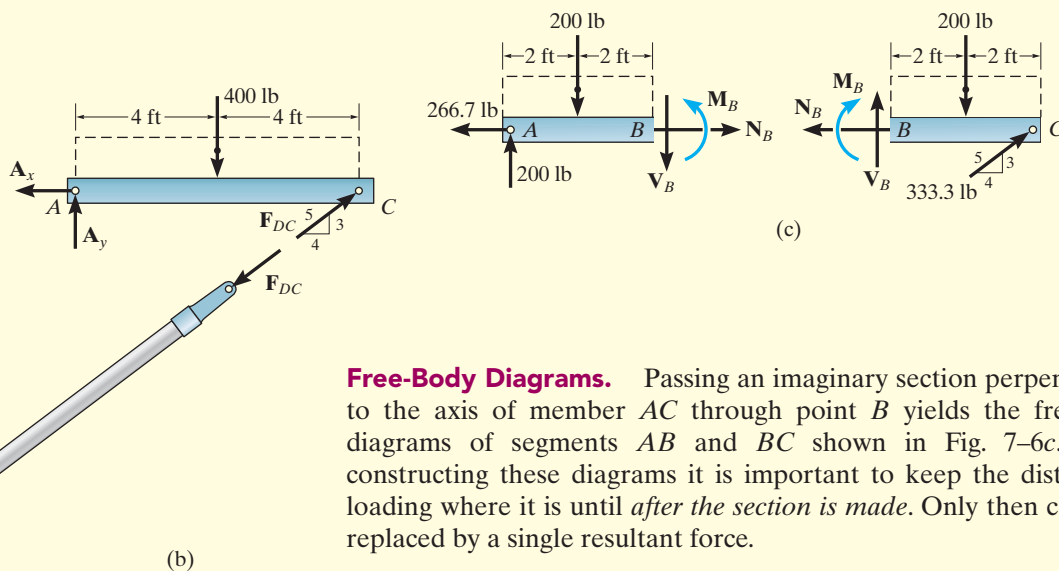 400 lb
4 ft
4 ft
A_x
A
A_y
C
F_DC
5
3
4
F_DC
(b)
200 lb
2 ft
2 ft
266.7 lb
A
B
M_B
N_B
200 lb
V_B
200 lb
2 ft
2 ft
M_B
N_B
B
V_B
5
3
4
333.3 lb
(c)
Free-Body Diagrams. Passing an imaginary section perpen
to the axis of member AC through point B yields the fre
diagrams of segments AB and BC shown in Fig. 7–6c.
constructing these diagrams it is important to keep the dist
loading where it is until after the section is made. Only then c
replaced by a single resultant force.